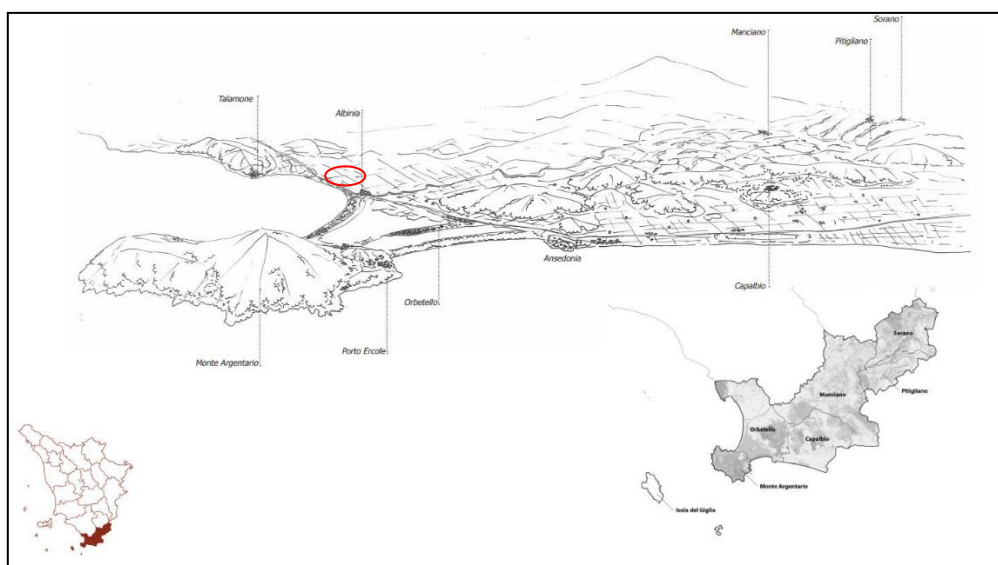 Sorano
Manciano
Pitigliano
Talamone
Albinia
Ansedonia
Orbetello
Capalbio
Porto Ercole
Monte Argentario
Sorano
Pitigliano
Manciano
Orbetello
Capalbio
Monte Argentario
Isola del Giglio